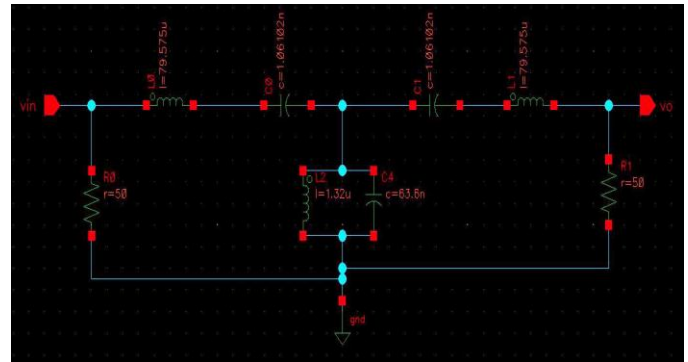 L0
l=79.575u
C0
c=1.06102n
C1
c=1.06102n
L1
l=79.575u
vin
vo
R0
r=50
L2
l=1.32u
C4
c=63.6n
R1
r=50
gnd